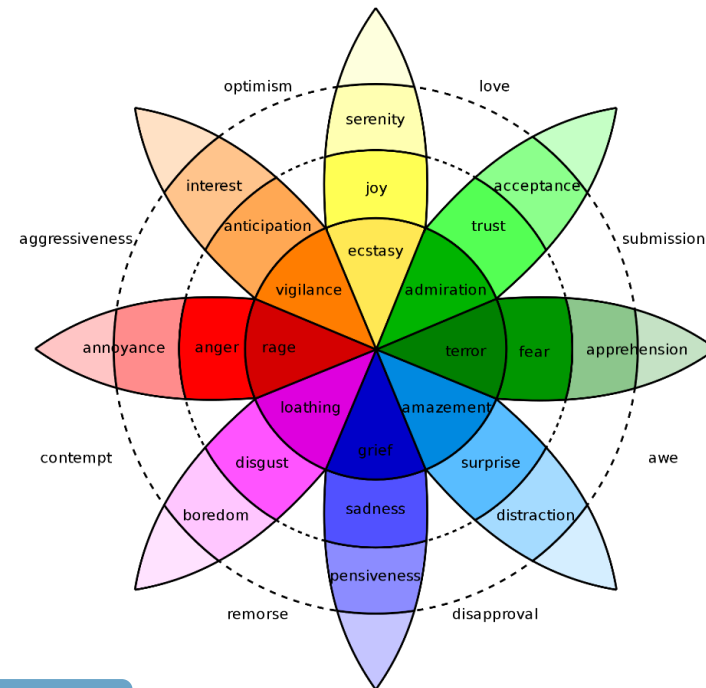 optimism
love
serenity
interest
acceptance
joy
anticipation
trust
aggressiveness
submission
ecstasy
vigilance
admiration
annoyance
anger
rage
terror
fear
apprehension
loathing
amazement
contempt
grief
awe
disgust
surprise
boredom
sadness
distraction
pensiveness
remorse
disapproval